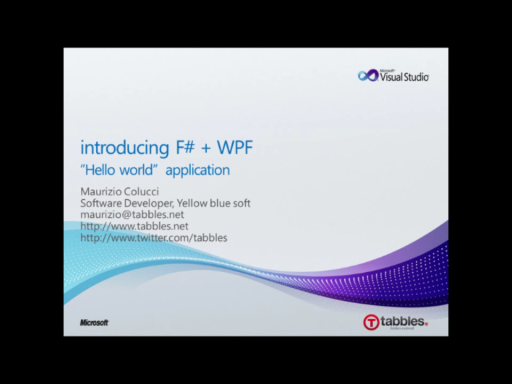 Microsoft
Visual Studio
introducing F# + WPF
“Hello world” application
Maurizio Colucci
Software Developer, Yellow blue soft
maurizio@tabbles.net
http://www.tabbles.net
http://www.twitter.com/tabbles
Microsoft
tabbles.